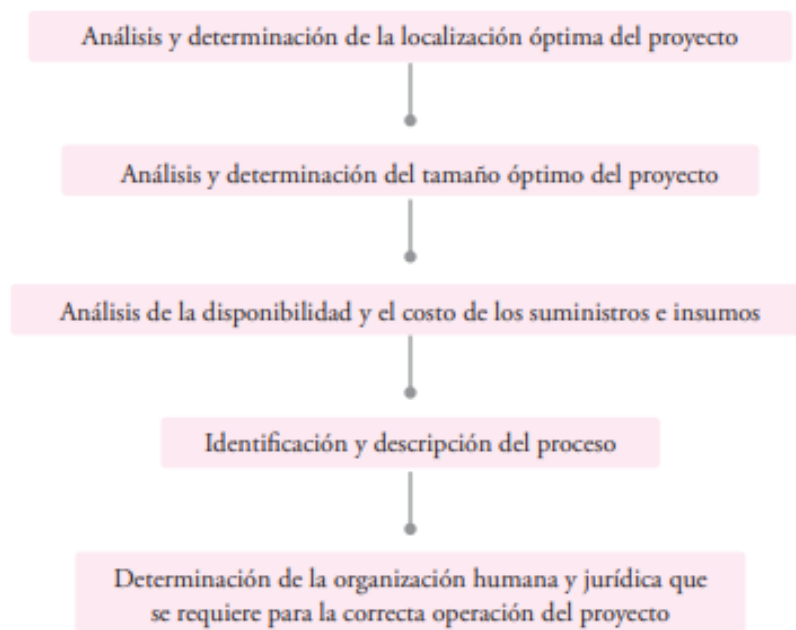 Análisis y determinación de la localización óptima del proyecto
Análisis y determinación del tamaño óptimo del proyecto
Análisis de la disponibilidad y el costo de los suministros e insumos
Identificación y descripción del proceso
Determinación de la organización humana y jurídica que
se requiere para la correcta operación del proyecto